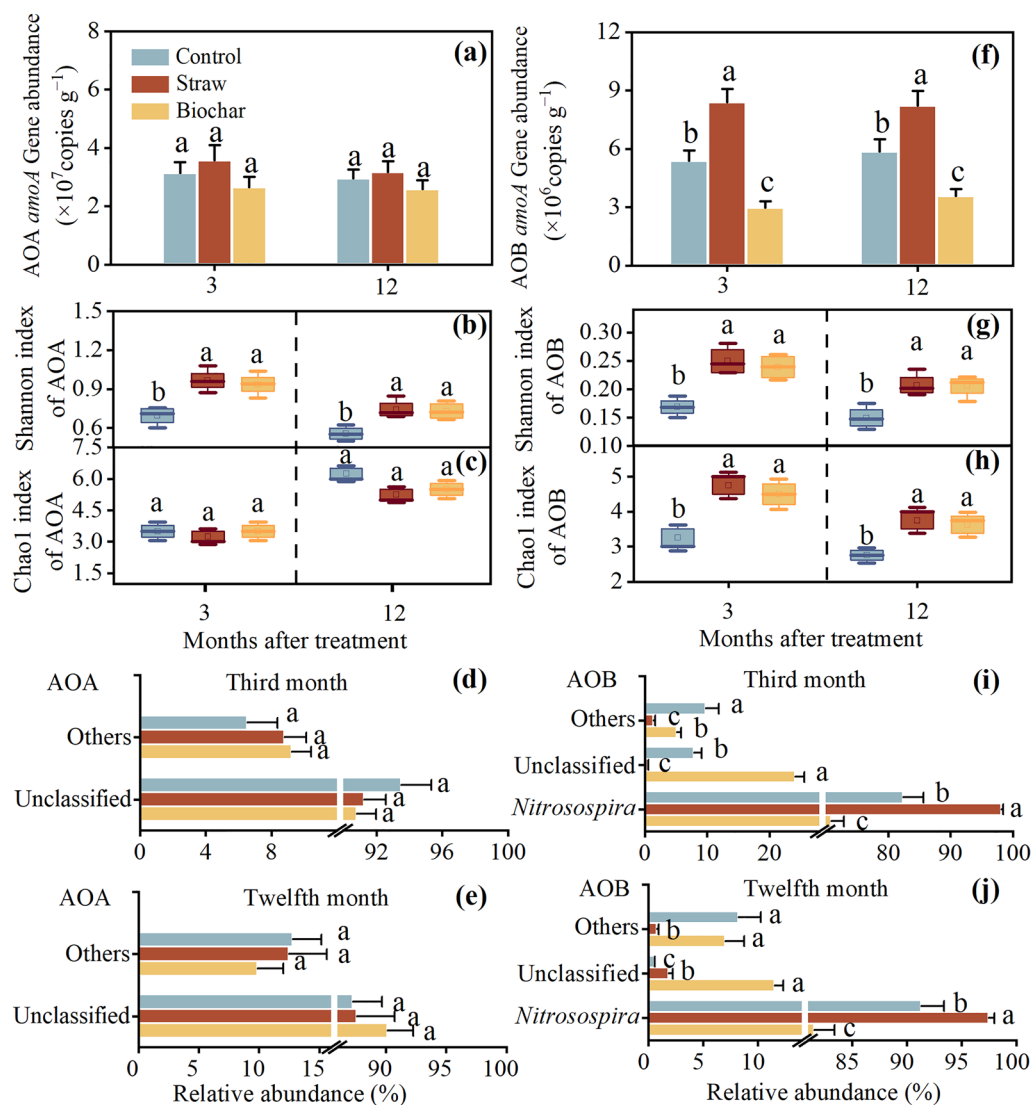 AOA amoA Gene abundance
(×10⁷copies g⁻¹)
8
6
4
2
0
(a)
Control
Straw
Biochar
a a a
a a a
3 12
Shannon index
of AOA
1.5
1.2
0.9
0.6
(b)
b a a
b a a
Chao1 index
of AOA
7.5
6.0
4.5
3.0
1.5
(c)
a a a
a a a
3 12
Months after treatment
AOB amoA Gene abundance
(×10⁶copies g⁻¹)
12
9
6
3
0
(f)
b a c
b a c
3 12
Shannon index
of AOB
0.30
0.25
0.20
0.15
0.10
(g)
b a a
b a a
Chao1 index
of AOB
5
4
3
2
(h)
b a a
b a a
3 12
Months after treatment
AOA Third month (d)
Others
a
a
a
Unclassified
a
a
a
0 4 8 92 96 100
AOA Twelfth month (e)
Others
a
a
a
Unclassified
a
a
a
0 5 10 15 90 95 100
Relative abundance (%)
AOB Third month (i)
Others
a
c
b
Unclassified
b
c
a
Nitrosospira
b
a
c
0 10 20 80 90 100
AOB Twelfth month (j)
Others
a
b
a
Unclassified
c
b
a
Nitrosospira
b
a
c
0 5 10 85 90 95 100
Relative abundance (%)